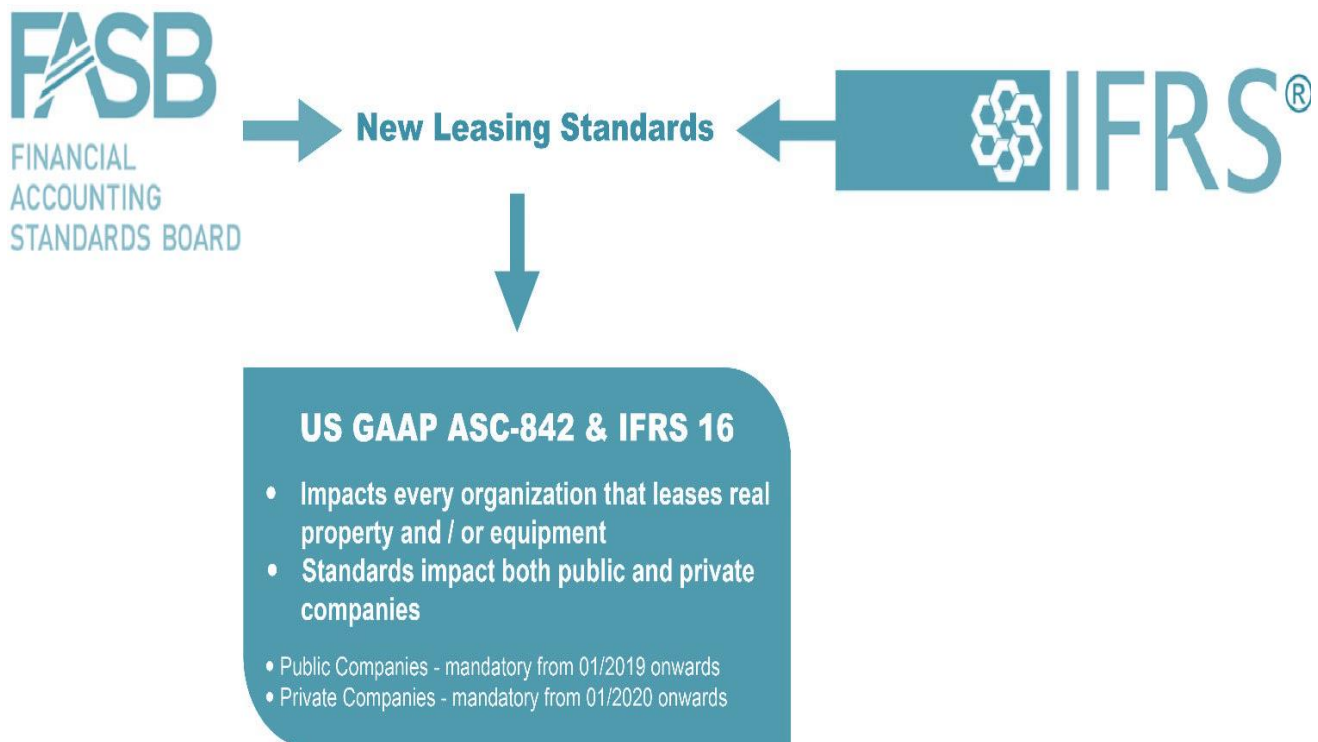 FASB
FINANCIAL
ACCOUNTING
STANDARDS BOARD
New Leasing Standards
IFRS®
US GAAP ASC-842 & IFRS 16
• Impacts every organization that leases real
property and / or equipment
• Standards impact both public and private
companies
• Public Companies - mandatory from 01/2019 onwards
• Private Companies - mandatory from 01/2020 onwards